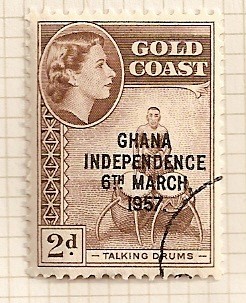 GOLD
COAST
GHANA
INDEPENDENCE
6TH MARCH
1957
2d
TALKING DRUMS